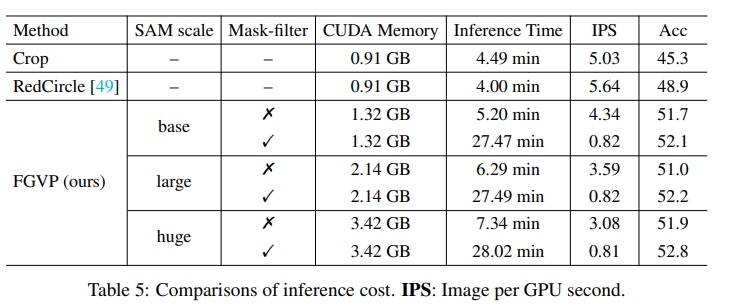 Method SAM scale Mask-filter CUDA Memory Inference Time IPS Acc
Crop – – 0.91 GB 4.49 min 5.03 45.3
RedCircle [49] – – 0.91 GB 4.00 min 5.64 48.9
FGVP (ours) base ✗ 1.32 GB 5.20 min 4.34 51.7
✓ 1.32 GB 27.47 min 0.82 52.1
large ✗ 2.14 GB 6.29 min 3.59 51.0
✓ 2.14 GB 27.49 min 0.82 52.2
huge ✗ 3.42 GB 7.34 min 3.08 51.9
✓ 3.42 GB 28.02 min 0.81 52.8
Table 5: Comparisons of inference cost. IPS: Image per GPU second.